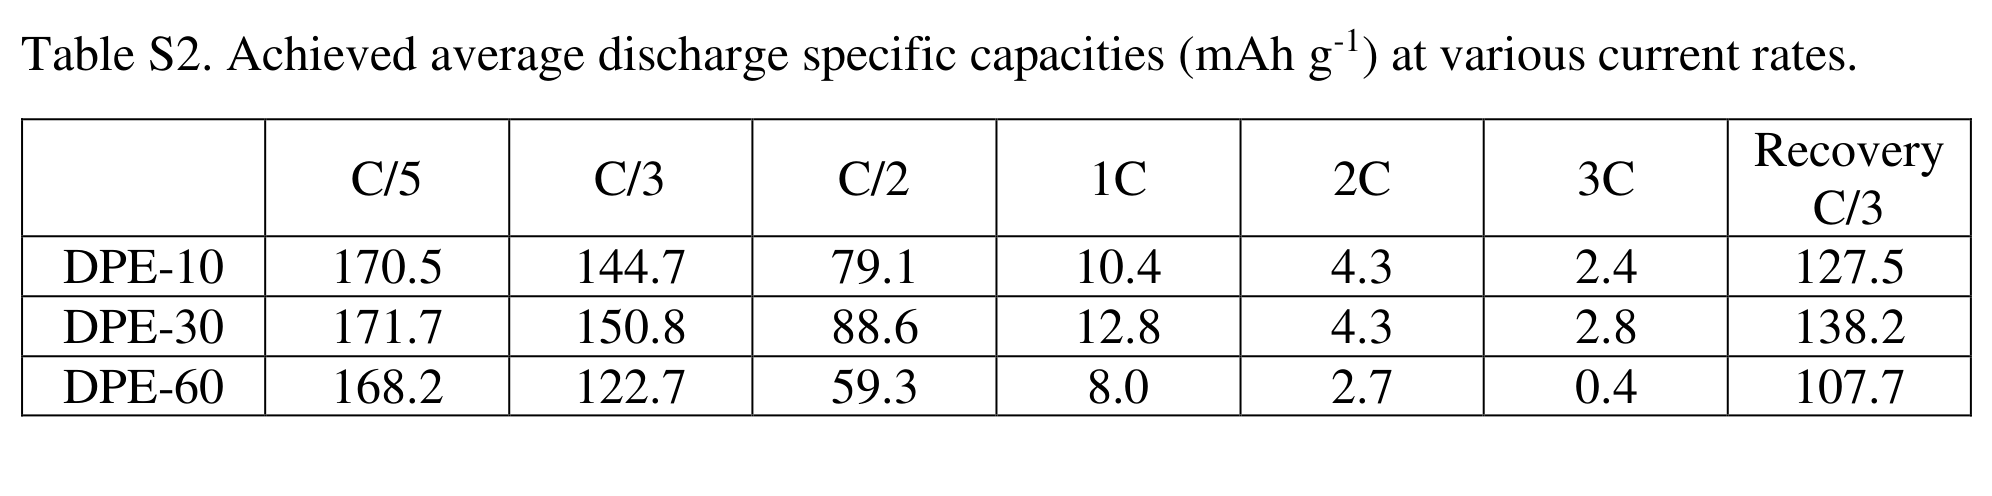 Table S2. Achieved average discharge specific capacities (mAh g-1) at various current rates.
C/5 C/3 C/2 1C 2C 3C Recovery C/3
DPE-10 170.5 144.7 79.1 10.4 4.3 2.4 127.5
DPE-30 171.7 150.8 88.6 12.8 4.3 2.8 138.2
DPE-60 168.2 122.7 59.3 8.0 2.7 0.4 107.7